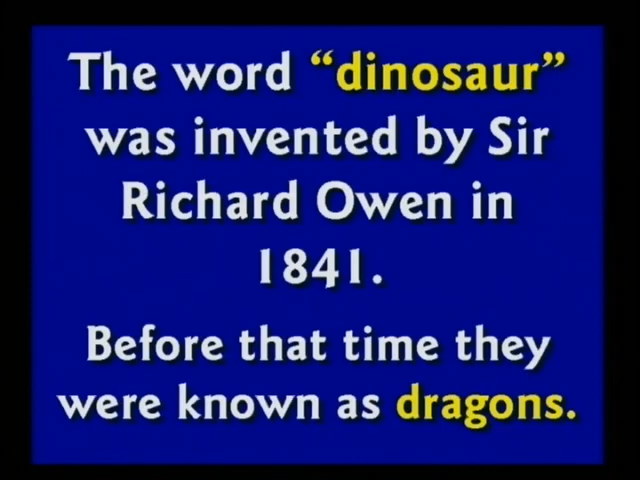 The word “dinosaur”
was invented by Sir
Richard Owen in
1841.
Before that time they
were known as dragons.